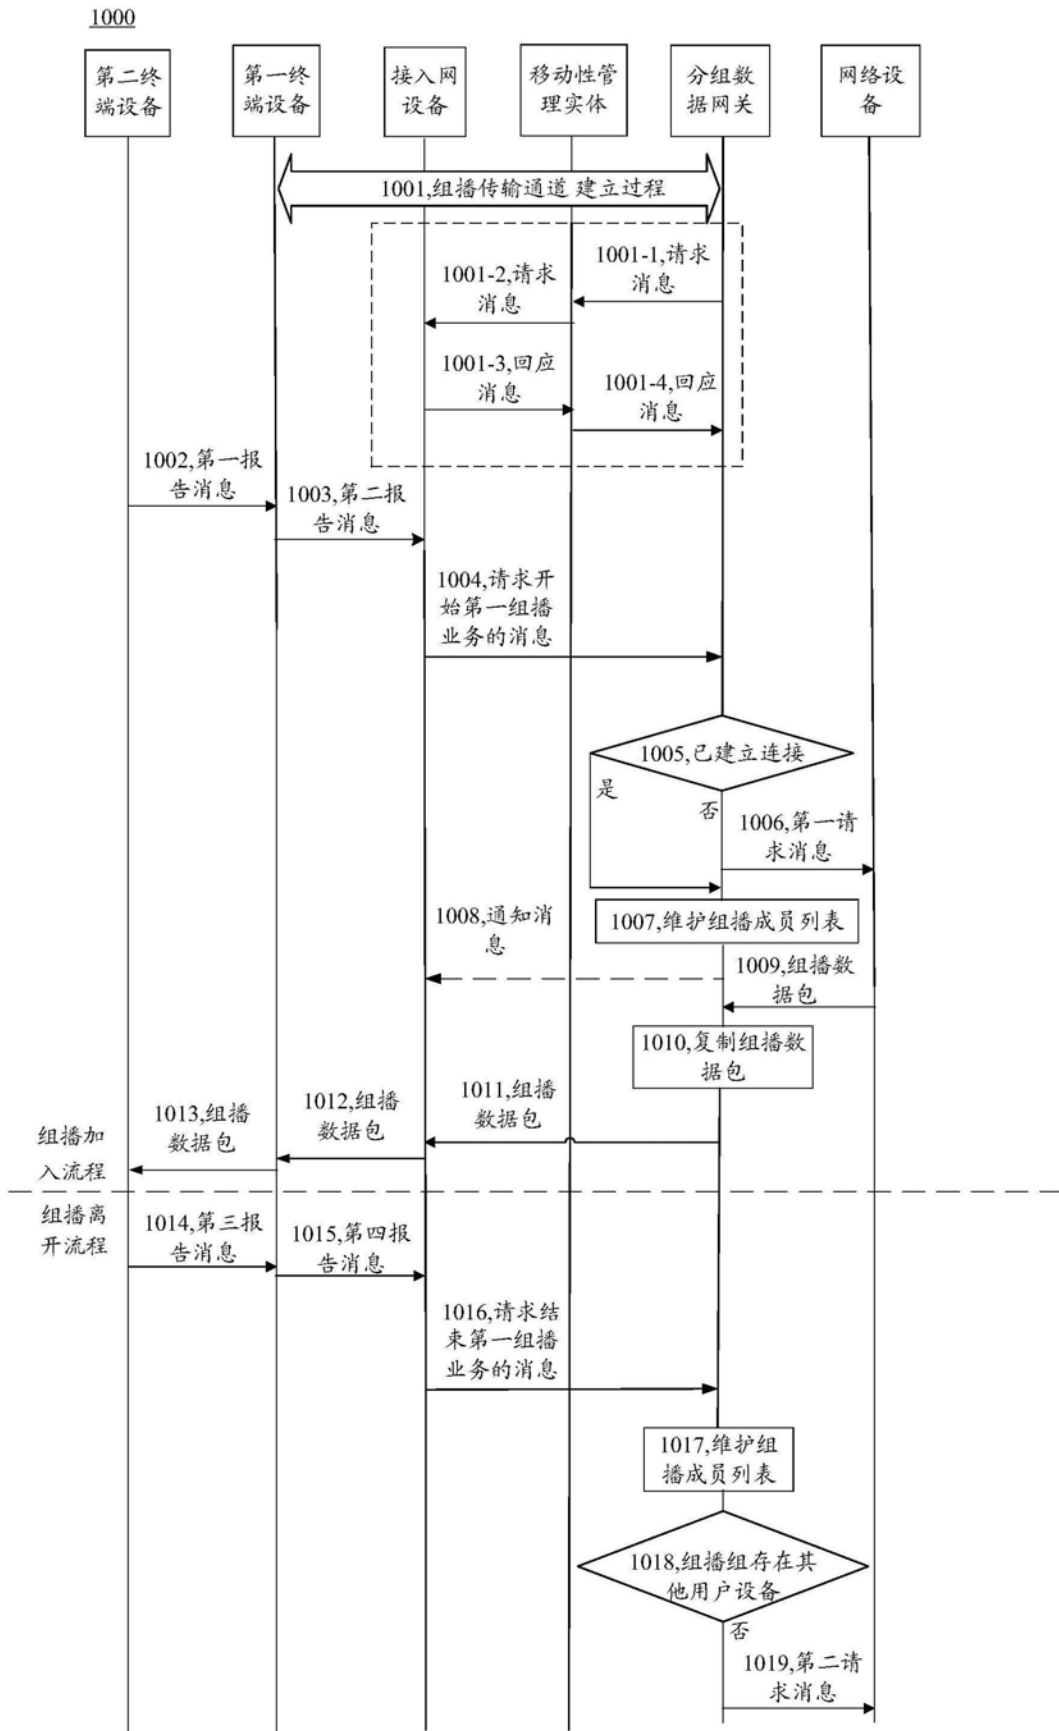 1000
第二终
端设备
第一终
端设备
接入网
设备
移动性管
理实体
分组数
据网关
网络设
备
1001,组播传输通道 建立过程
1001-1,请求
消息
1001-2,请求
消息
1001-3,回应
消息
1001-4,回应
消息
1002,第一报
告消息
1003,第二报
告消息
1004,请求开
始第一组播
业务的消息
1005,已建立连接
是
否
1006,第一请
求消息
1007,维护组播成员列表
1008,通知消
息
1009,组播数
据包
1010,复制组播数
据包
1011,组播
数据包
1012,组播
数据包
1013,组播
数据包
组播加
入流程
组播离
开流程
1014,第三报
告消息
1015,第四报
告消息
1016,请求结
束第一组播
业务的消息
1017,维护组
播成员列表
1018,组播组存在其
他用户设备
否
1019,第二请
求消息